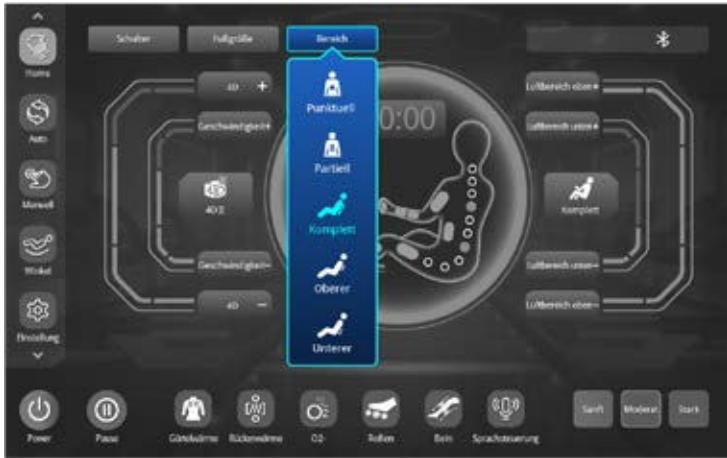 Schulter
Fußgröße
Bereich
Home
Auto
Manuell
Winkel
Einstellung
4D +
Geschwindigkeit+
Geschwindigkeit-
4D -
Punktuell
Partiell
Komplett
Oberer
Unterer
0:00
Luftbereich oben+
Luftbereich unten+
Komplett
Luftbereich unten-
Luftbereich oben-
Power
Pause
Rückenwärme
O2-
Rollen
Bein
Sprachsteuerung
Sanft
Moderat
Stark